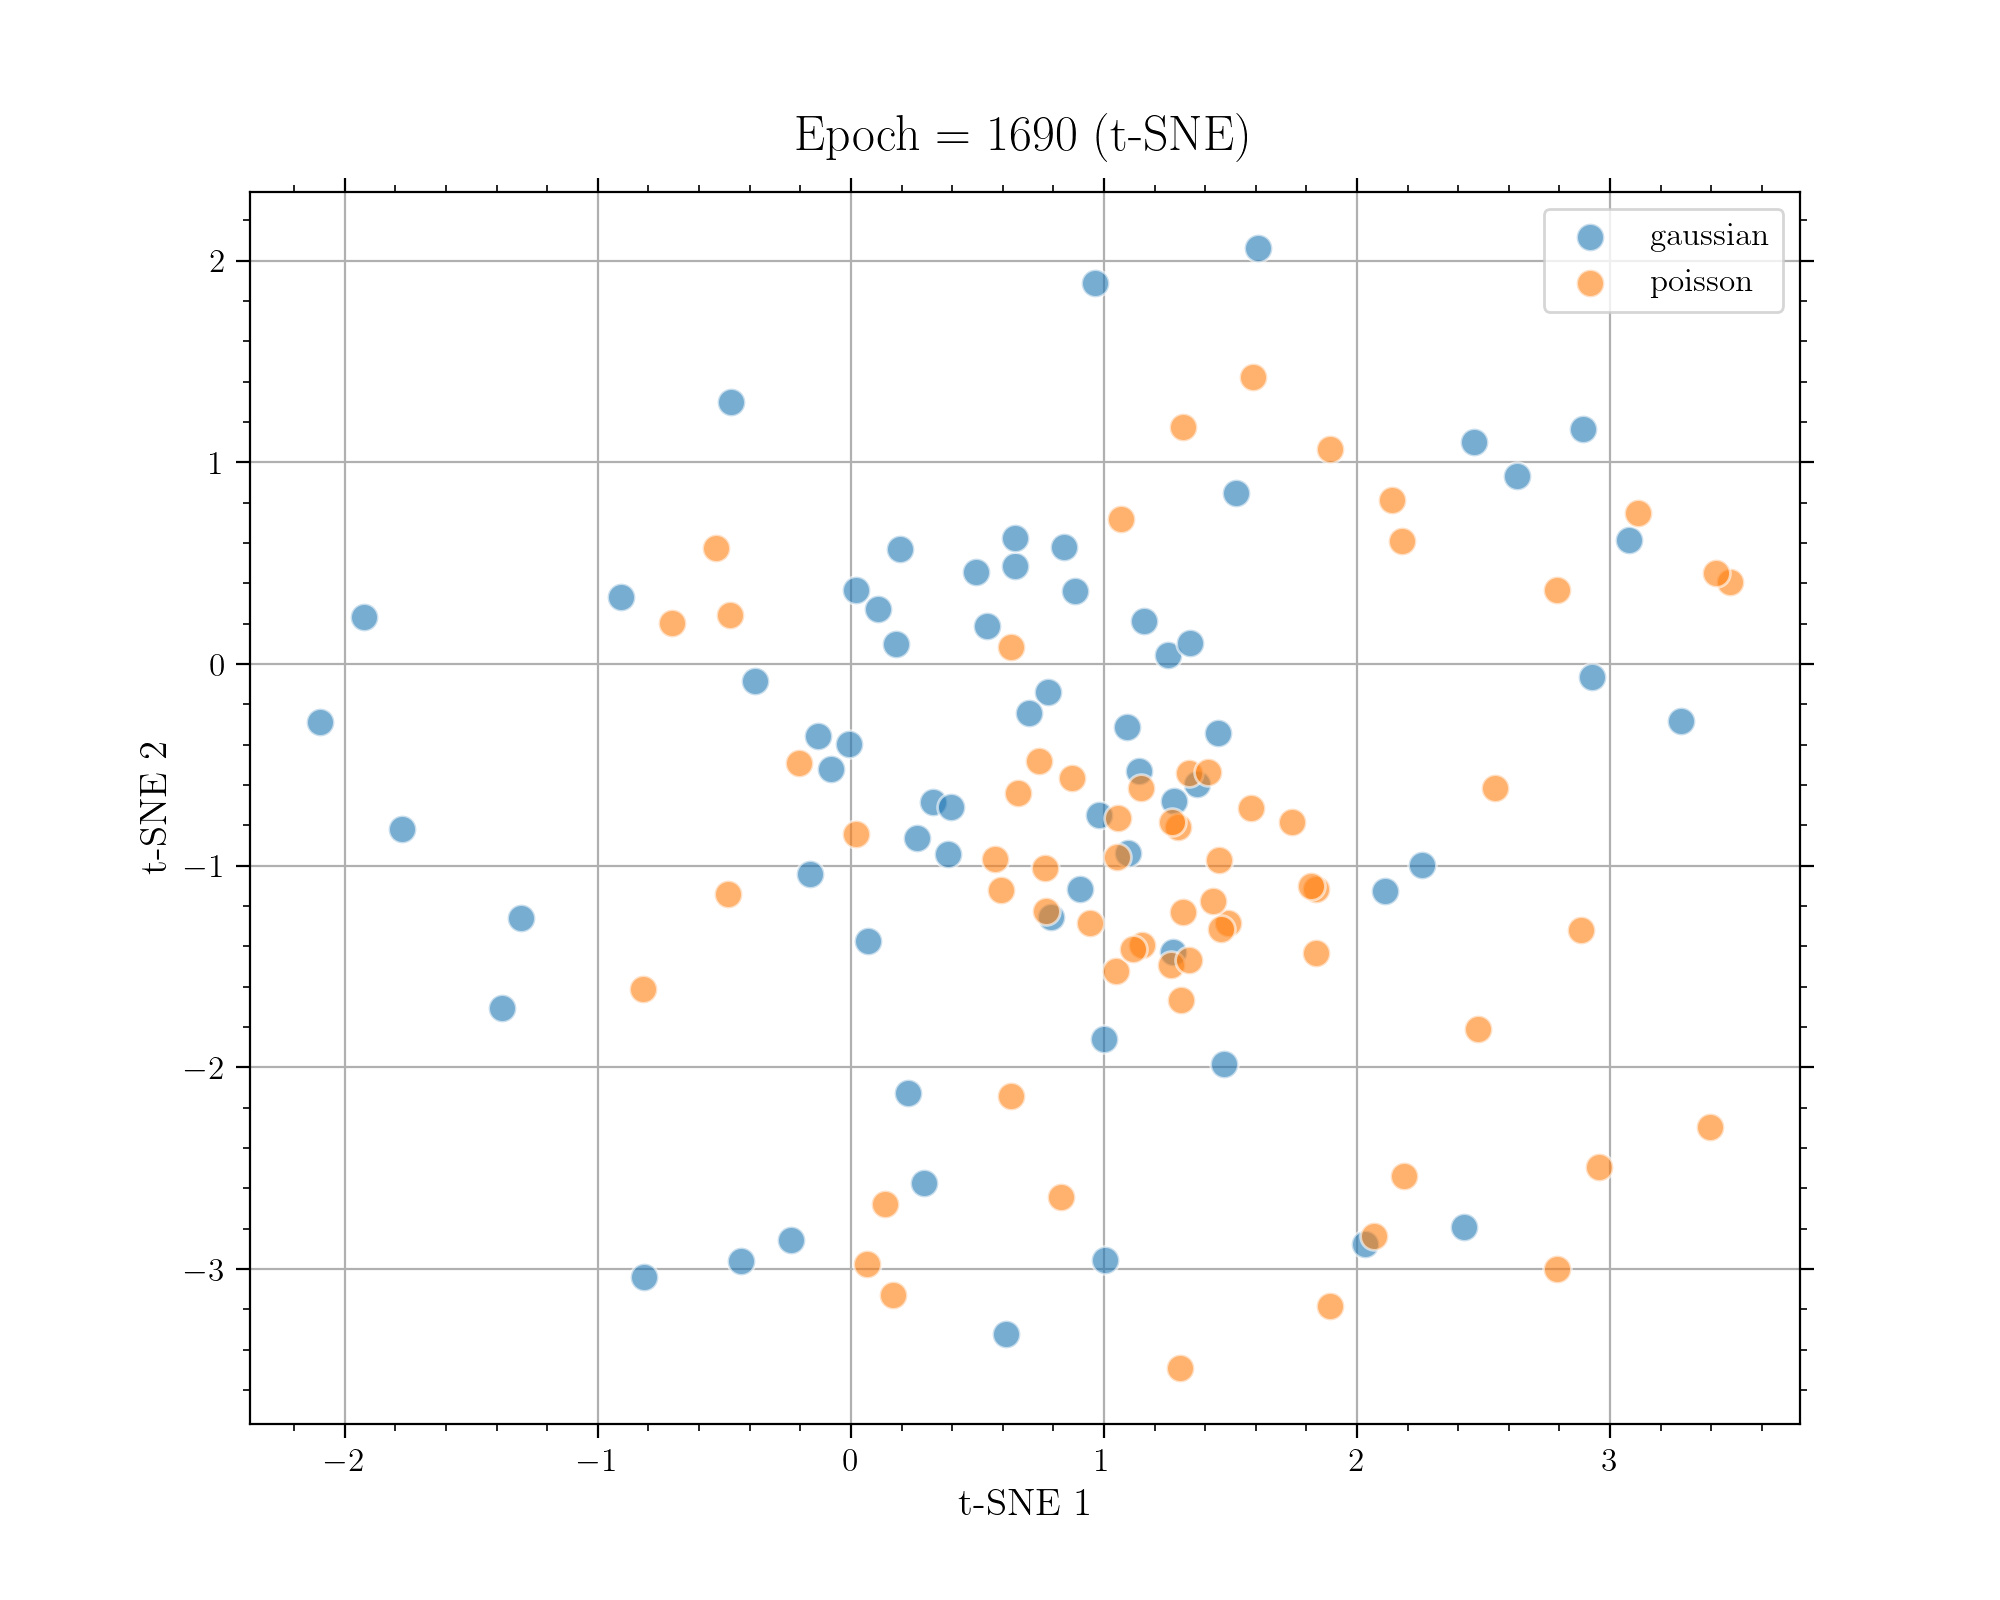 Epoch = 1690 (t-SNE)
gaussian
poisson
2
1
0
−1
−2
−3
t-SNE 2
−2
−1
0
1
2
3
t-SNE 1